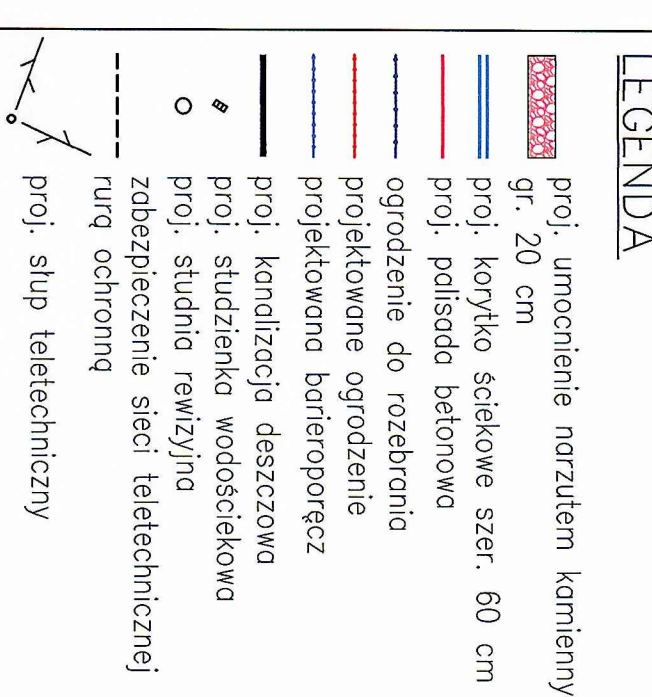 LEGENDA
proj. umocnienie narzutem kamienny
gr. 20 cm
proj. korytko ściekowe szer. 60 cm
proj. palisada betonowa
ogrodzenie do rozebrania
projektowane ogrodzenie
projektowana barieroporęcz
proj. kanalizacja deszczowa
proj. studzienka wodościekowa
proj. studnia rewizyjna
zabezpieczenie sieci teletechnicznej
rurą ochronną
proj. słup teletechniczny